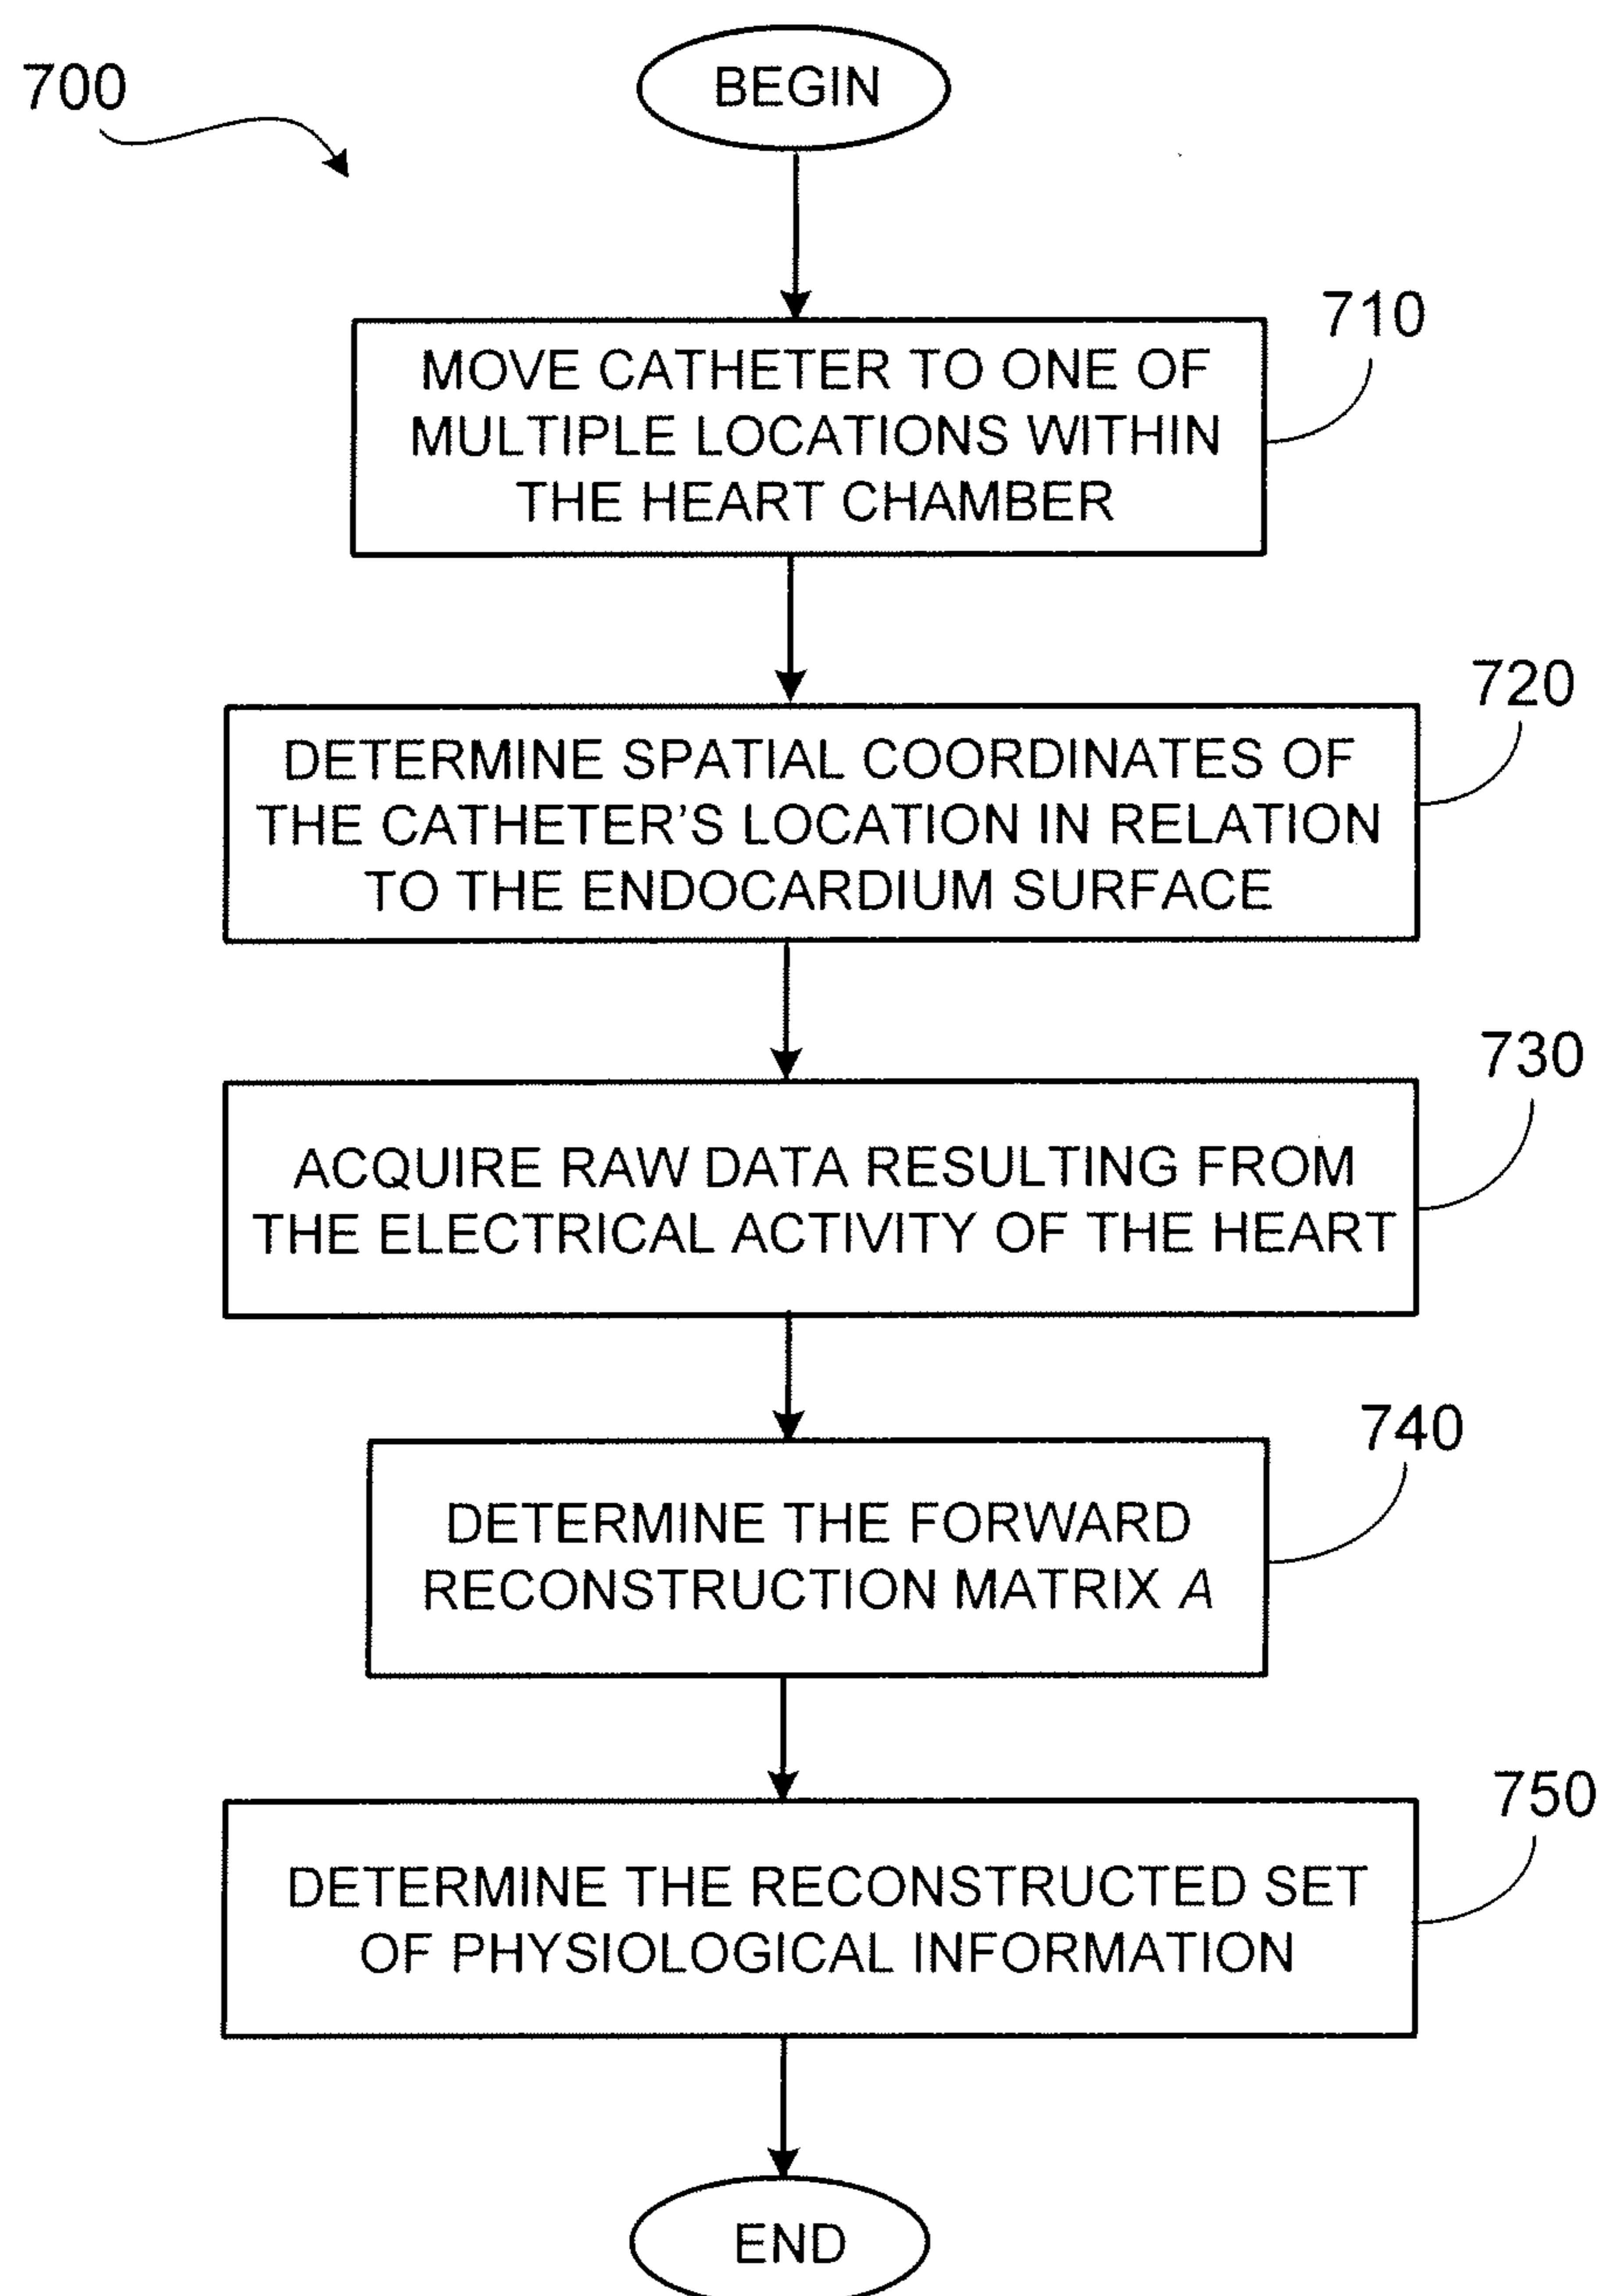 700
BEGIN
710
MOVE CATHETER TO ONE OF
MULTIPLE LOCATIONS WITHIN
THE HEART CHAMBER
720
DETERMINE SPATIAL COORDINATES OF
THE CATHETER'S LOCATION IN RELATION
TO THE ENDOCARDIUM SURFACE
730
ACQUIRE RAW DATA RESULTING FROM
THE ELECTRICAL ACTIVITY OF THE HEART
740
DETERMINE THE FORWARD
RECONSTRUCTION MATRIX A
750
DETERMINE THE RECONSTRUCTED SET
OF PHYSIOLOGICAL INFORMATION
END